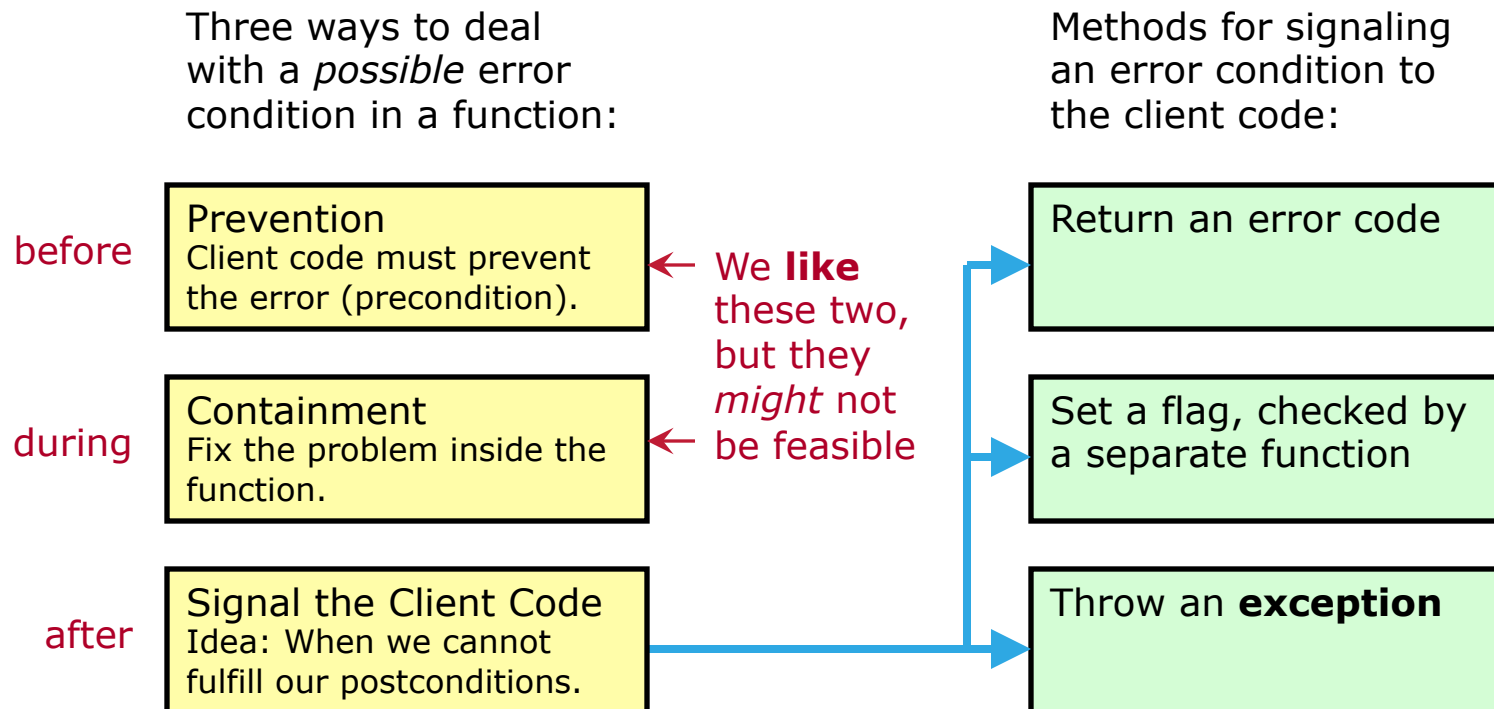 Three ways to deal
with a possible error
condition in a function:
Methods for signaling
an error condition to
the client code:
before
Prevention
Client code must prevent
the error (precondition).
We like
these two,
but they
might not
be feasible
Return an error code
during
Containment
Fix the problem inside the
function.
Set a flag, checked by
a separate function
after
Signal the Client Code
Idea: When we cannot
fulfill our postconditions.
Throw an exception